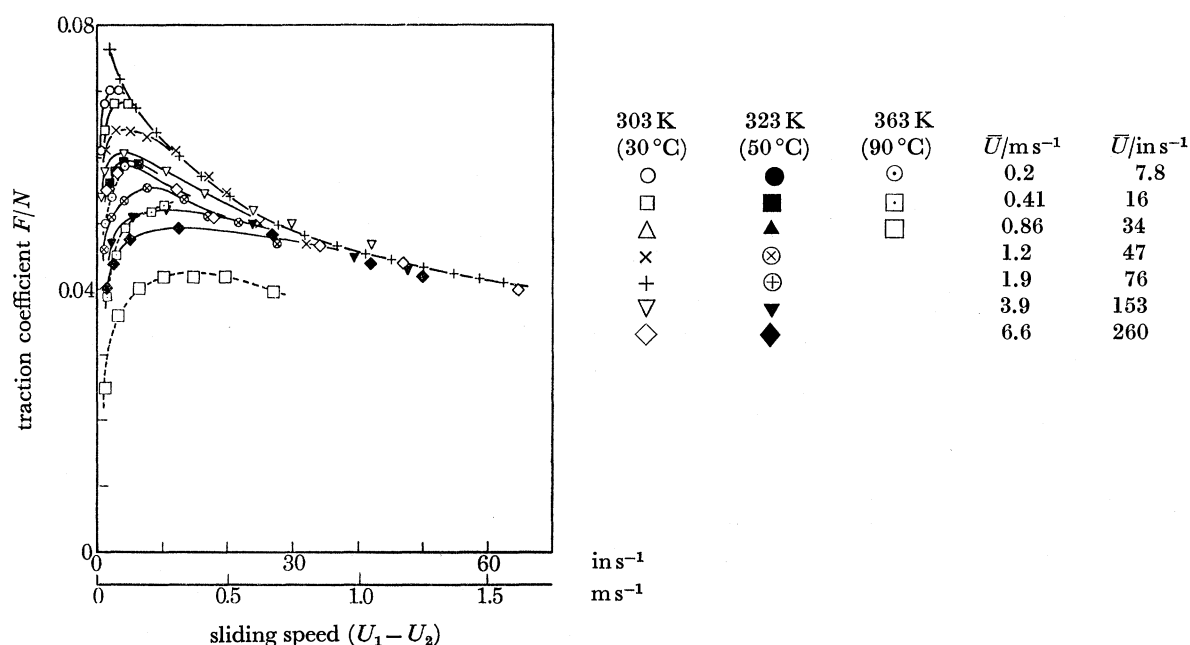 0.08
0.04
0
traction coefficient F/N
0 30 60 in s⁻¹
0 0.5 1.0 1.5 m s⁻¹
sliding speed (U₁ − U₂)
303 K 323 K 363 K
(30 °C) (50 °C) (90 °C) U̅/m s⁻¹ U̅/in s⁻¹
0.2 7.8
0.41 16
0.86 34
1.2 47
1.9 76
3.9 153
6.6 260